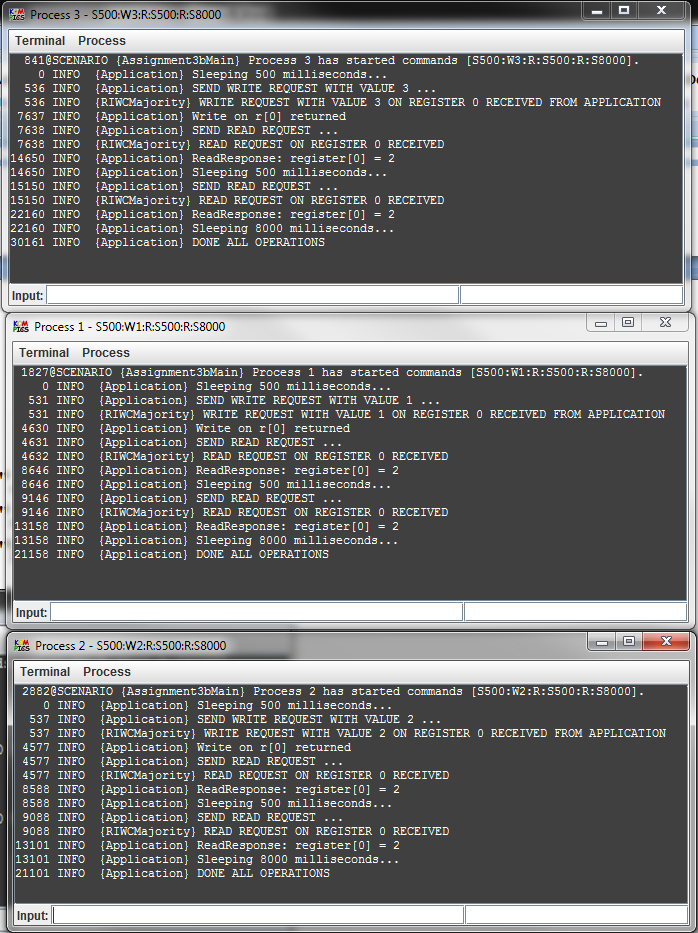 Process 3 - S500:W3:R:S500:R:S8000
Terminal Process
841@SCENARIO {Assignment3bMain} Process 3 has started commands [S500:W3:R:S500:R:S8000].
0 INFO {Application} Sleeping 500 milliseconds...
536 INFO {Application} SEND WRITE REQUEST WITH VALUE 3 ...
536 INFO {RIWCMajority} WRITE REQUEST WITH VALUE 3 ON REGISTER 0 RECEIVED FROM APPLICATION
7637 INFO {Application} Write on r[0] returned
7638 INFO {Application} SEND READ REQUEST ...
7638 INFO {RIWCMajority} READ REQUEST ON REGISTER 0 RECEIVED
14650 INFO {Application} ReadResponse: register[0] = 2
14650 INFO {Application} Sleeping 500 milliseconds...
15150 INFO {Application} SEND READ REQUEST ...
15150 INFO {RIWCMajority} READ REQUEST ON REGISTER 0 RECEIVED
22160 INFO {Application} ReadResponse: register[0] = 2
22160 INFO {Application} Sleeping 8000 milliseconds...
30161 INFO {Application} DONE ALL OPERATIONS
Input:
Process 1 - S500:W1:R:S500:R:S8000
Terminal Process
1827@SCENARIO {Assignment3bMain} Process 1 has started commands [S500:W1:R:S500:R:S8000].
0 INFO {Application} Sleeping 500 milliseconds...
531 INFO {Application} SEND WRITE REQUEST WITH VALUE 1 ...
531 INFO {RIWCMajority} WRITE REQUEST WITH VALUE 1 ON REGISTER 0 RECEIVED FROM APPLICATION
4630 INFO {Application} Write on r[0] returned
4631 INFO {Application} SEND READ REQUEST ...
4632 INFO {RIWCMajority} READ REQUEST ON REGISTER 0 RECEIVED
8646 INFO {Application} ReadResponse: register[0] = 2
8646 INFO {Application} Sleeping 500 milliseconds...
9146 INFO {Application} SEND READ REQUEST ...
9146 INFO {RIWCMajority} READ REQUEST ON REGISTER 0 RECEIVED
13158 INFO {Application} ReadResponse: register[0] = 2
13158 INFO {Application} Sleeping 8000 milliseconds...
21158 INFO {Application} DONE ALL OPERATIONS
Input:
Process 2 - S500:W2:R:S500:R:S8000
Terminal Process
2882@SCENARIO {Assignment3bMain} Process 2 has started commands [S500:W2:R:S500:R:S8000].
0 INFO {Application} Sleeping 500 milliseconds...
537 INFO {Application} SEND WRITE REQUEST WITH VALUE 2 ...
537 INFO {RIWCMajority} WRITE REQUEST WITH VALUE 2 ON REGISTER 0 RECEIVED FROM APPLICATION
4577 INFO {Application} Write on r[0] returned
4577 INFO {Application} SEND READ REQUEST ...
4577 INFO {RIWCMajority} READ REQUEST ON REGISTER 0 RECEIVED
8588 INFO {Application} ReadResponse: register[0] = 2
8588 INFO {Application} Sleeping 500 milliseconds...
9088 INFO {Application} SEND READ REQUEST ...
9088 INFO {RIWCMajority} READ REQUEST ON REGISTER 0 RECEIVED
13101 INFO {Application} ReadResponse: register[0] = 2
13101 INFO {Application} Sleeping 8000 milliseconds...
21101 INFO {Application} DONE ALL OPERATIONS
Input: